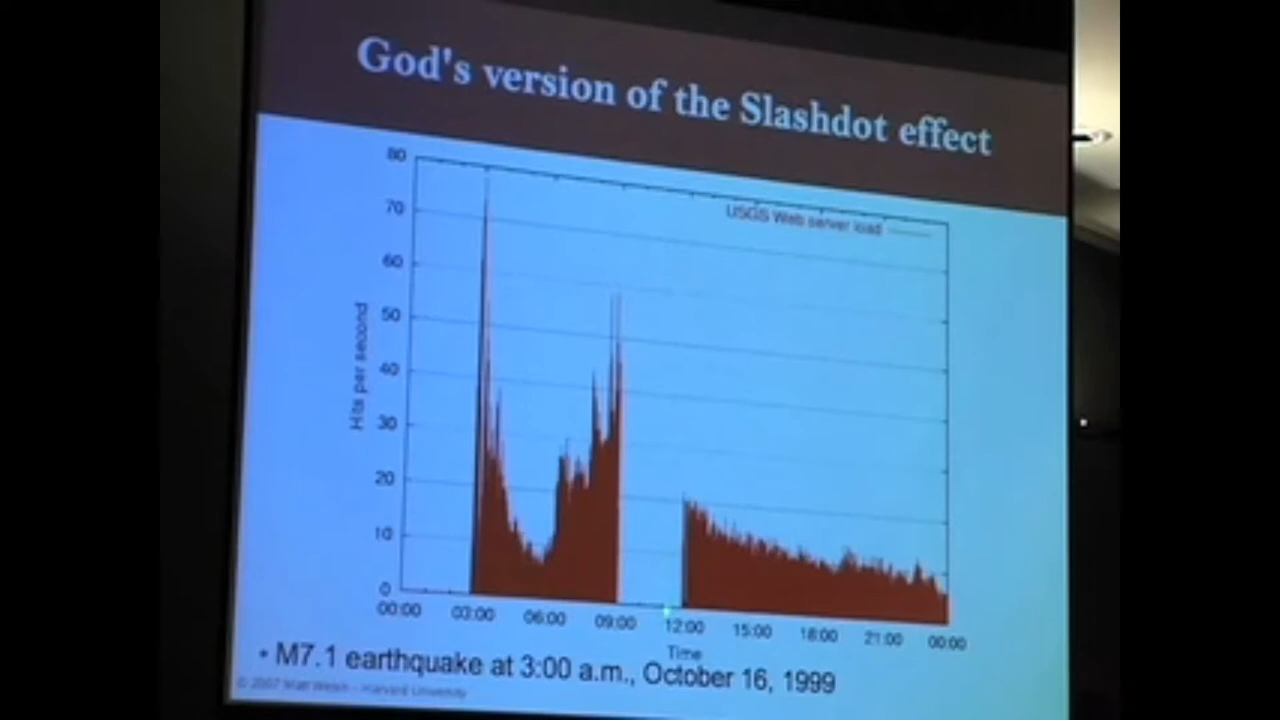 God's version of the Slashdot effect
80
USGS Web server load
70
60
50
40
30
20
10
0
Hits per second
00:00 03:00 06:00 09:00 12:00 15:00 18:00 21:00 00:00
Time
• M7.1 earthquake at 3:00 a.m., October 16, 1999
© 2007 Matt Welsh – Harvard University